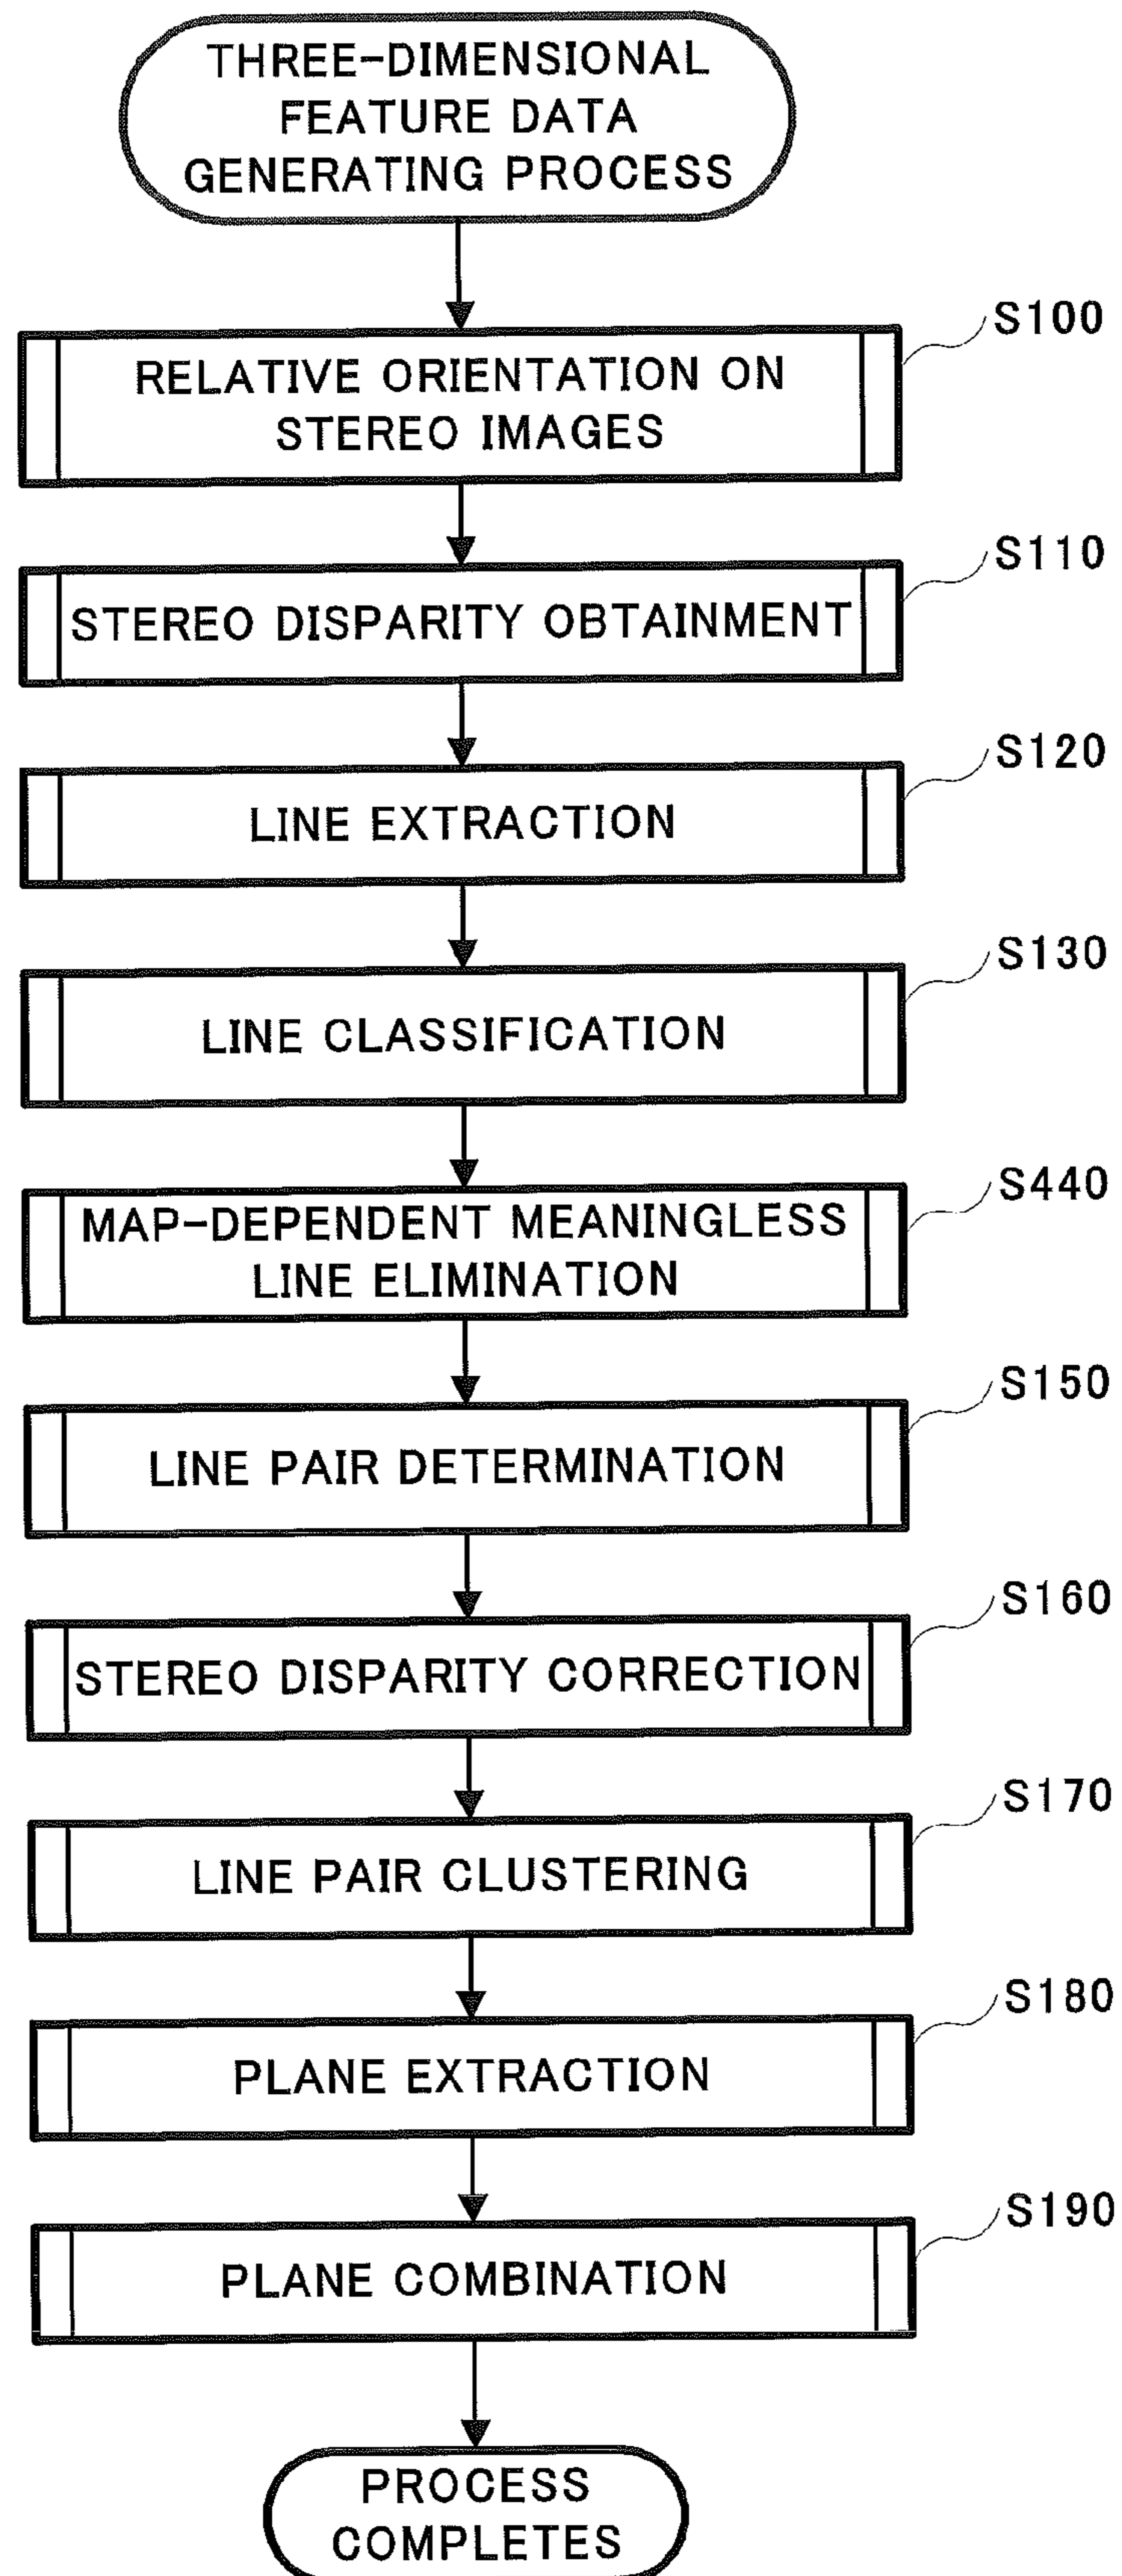 THREE-DIMENSIONAL
FEATURE DATA
GENERATING PROCESS
S100
RELATIVE ORIENTATION ON
STEREO IMAGES
S110
STEREO DISPARITY OBTAINMENT
S120
LINE EXTRACTION
S130
LINE CLASSIFICATION
S440
MAP-DEPENDENT MEANINGLESS
LINE ELIMINATION
S150
LINE PAIR DETERMINATION
S160
STEREO DISPARITY CORRECTION
S170
LINE PAIR CLUSTERING
S180
PLANE EXTRACTION
S190
PLANE COMBINATION
PROCESS
COMPLETES